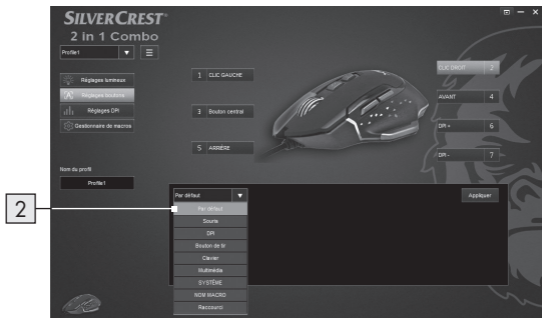 SILVERCREST®
2 in 1 Combo
Profile1
Réglages lumineux
Réglages boutons
Réglages DPI
Gestionnaire de macros
Nom du profil
Profile1
1 CLIC GAUCHE
3 Bouton central
5 ARRIÈRE
CLIC DROIT 2
AVANT 4
DPI + 6
DPI - 7
2
Par défaut
Appliquer
Par défaut
Souris
DPI
Bouton de tir
Clavier
Multimédia
SYSTÈME
NOM MACRO
Raccourci